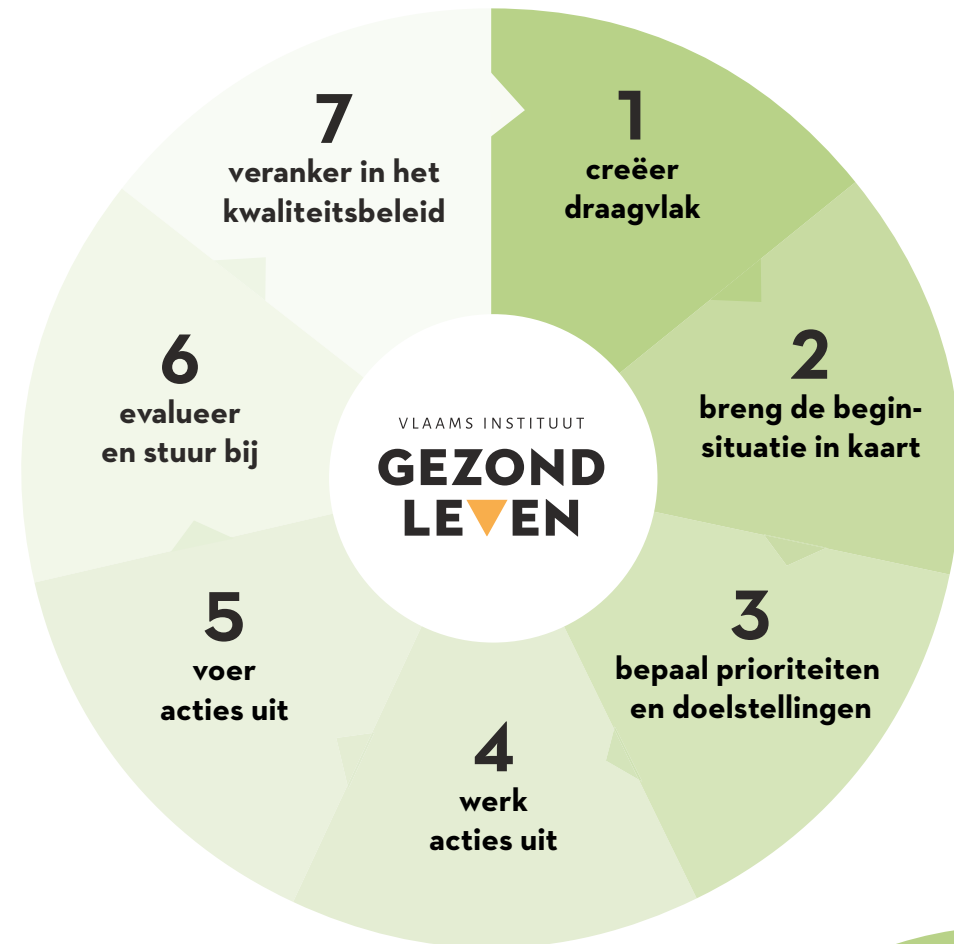 1
creëer
draagvlak
2
breng de begin-
situatie in kaart
3
bepaal prioriteiten
en doelstellingen
4
werk
acties uit
5
voer
acties uit
6
evalueer
en stuur bij
7
veranker in het
kwaliteitsbeleid
VLAAMS INSTITUUT
GEZOND
LEVEN